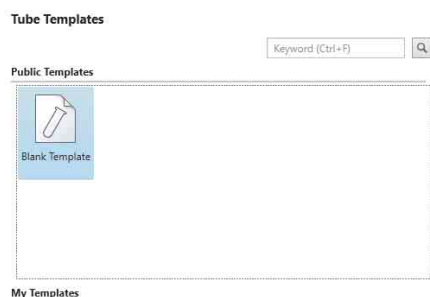 Tube Templates
Keyword (Ctrl+F)
Public Templates
Blank Template
My Templates